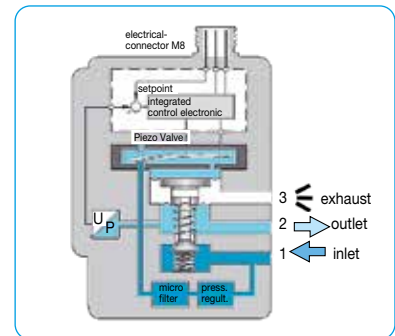 electrical-
connector M8
setpoint
integrated
control electronic
Piezo Valve
3 exhaust
2 outlet
1 inlet
U
P
micro
filter
press.
regult.